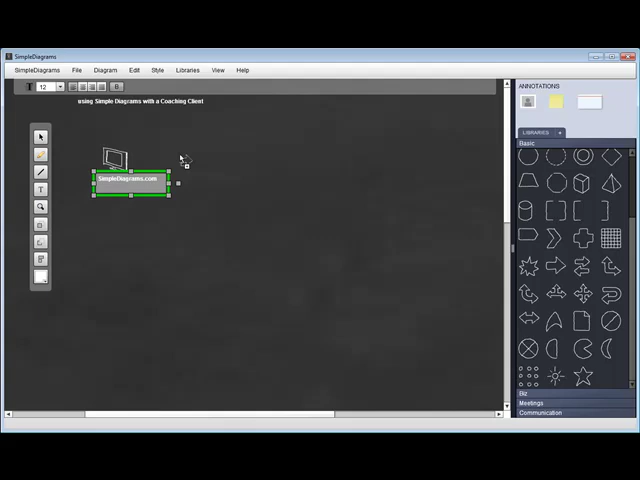 SimpleDiagrams
SimpleDiagrams File Diagram Edit Style Libraries View Help
T 12 B
using Simple Diagrams with a Coaching Client
SimpleDiagrams.com
T
ANNOTATIONS
LIBRARIES +
Basic
Biz
Meetings
Communication